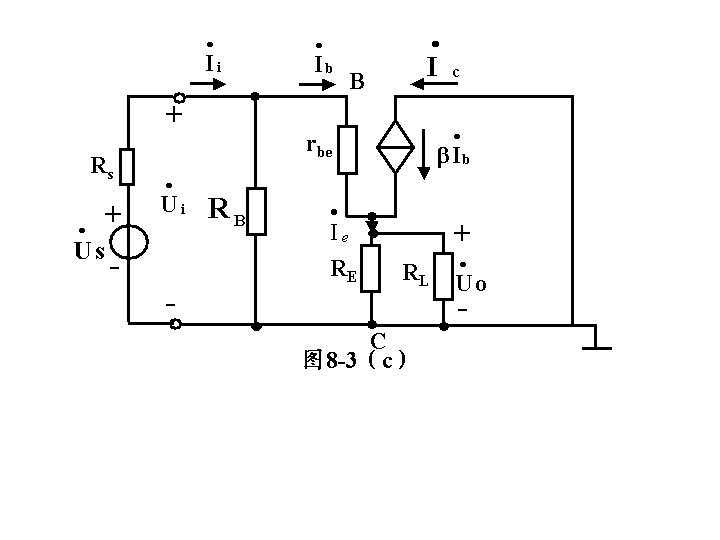 İi İb B İ c
+
Rs rbe βİb
U̇i RB
+ İe +
U̇s RE RL U̇o
- - -
C
图8-3 (c)